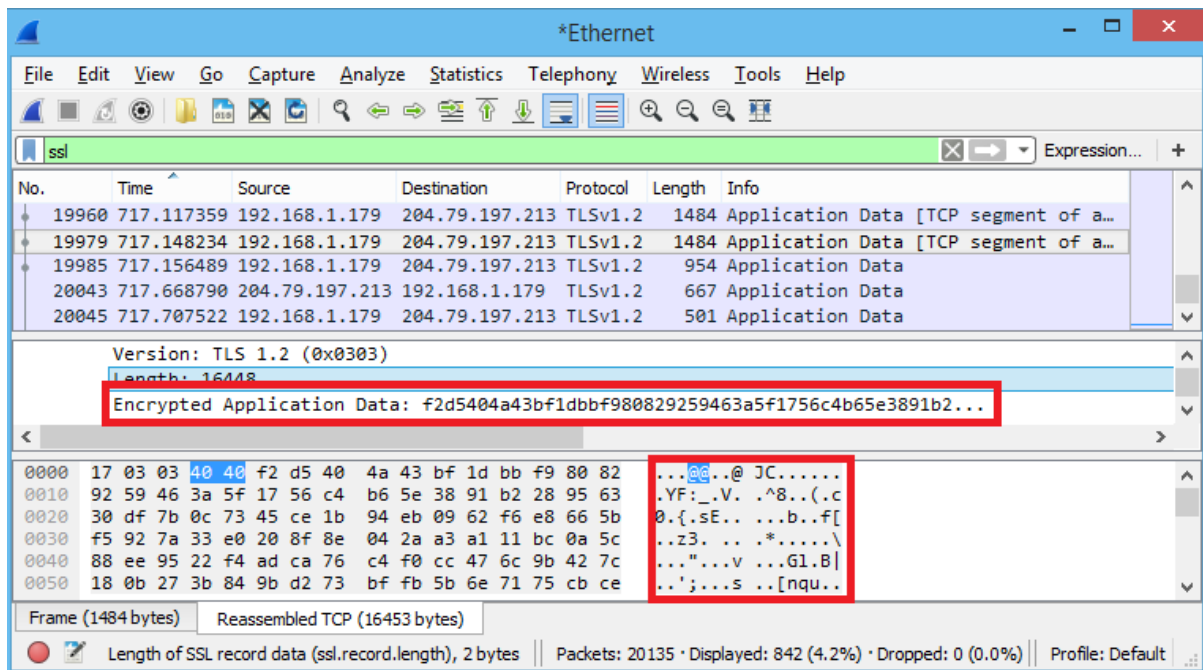 *Ethernet
File Edit View Go Capture Analyze Statistics Telephony Wireless Tools Help
ssl Expression... +
No. Time Source Destination Protocol Length Info
19960 717.117359 192.168.1.179 204.79.197.213 TLSv1.2 1484 Application Data [TCP segment of a…
19979 717.148234 192.168.1.179 204.79.197.213 TLSv1.2 1484 Application Data [TCP segment of a…
19985 717.156489 192.168.1.179 204.79.197.213 TLSv1.2 954 Application Data
20043 717.668790 204.79.197.213 192.168.1.179 TLSv1.2 667 Application Data
20045 717.707522 192.168.1.179 204.79.197.213 TLSv1.2 501 Application Data
Version: TLS 1.2 (0x0303)
Length: 16448
Encrypted Application Data: f2d5404a43bf1dbbf980829259463a5f1756c4b65e3891b2...
0000 17 03 03 40 40 f2 d5 40 4a 43 bf 1d bb f9 80 82 ...@@..@ JC......
0010 92 59 46 3a 5f 17 56 c4 b6 5e 38 91 b2 28 95 63 .YF:_.V. .^8..(.c
0020 30 df 7b 0c 73 45 ce 1b 94 eb 09 62 f6 e8 66 5b 0.{.sE.. ...b..f[
0030 f5 92 7a 33 e0 20 8f 8e 04 2a a3 a1 11 bc 0a 5c ..z3. .. .*.....\
0040 88 ee 95 22 f4 ad ca 76 c4 f0 cc 47 6c 9b 42 7c ..."...v ...Gl.B|
0050 18 0b 27 3b 84 9b d2 73 bf fb 5b 6e 71 75 cb ce ..';...s ..[nqu..
Frame (1484 bytes) Reassembled TCP (16453 bytes)
Length of SSL record data (ssl.record.length), 2 bytes Packets: 20135 · Displayed: 842 (4.2%) · Dropped: 0 (0.0%) Profile: Default